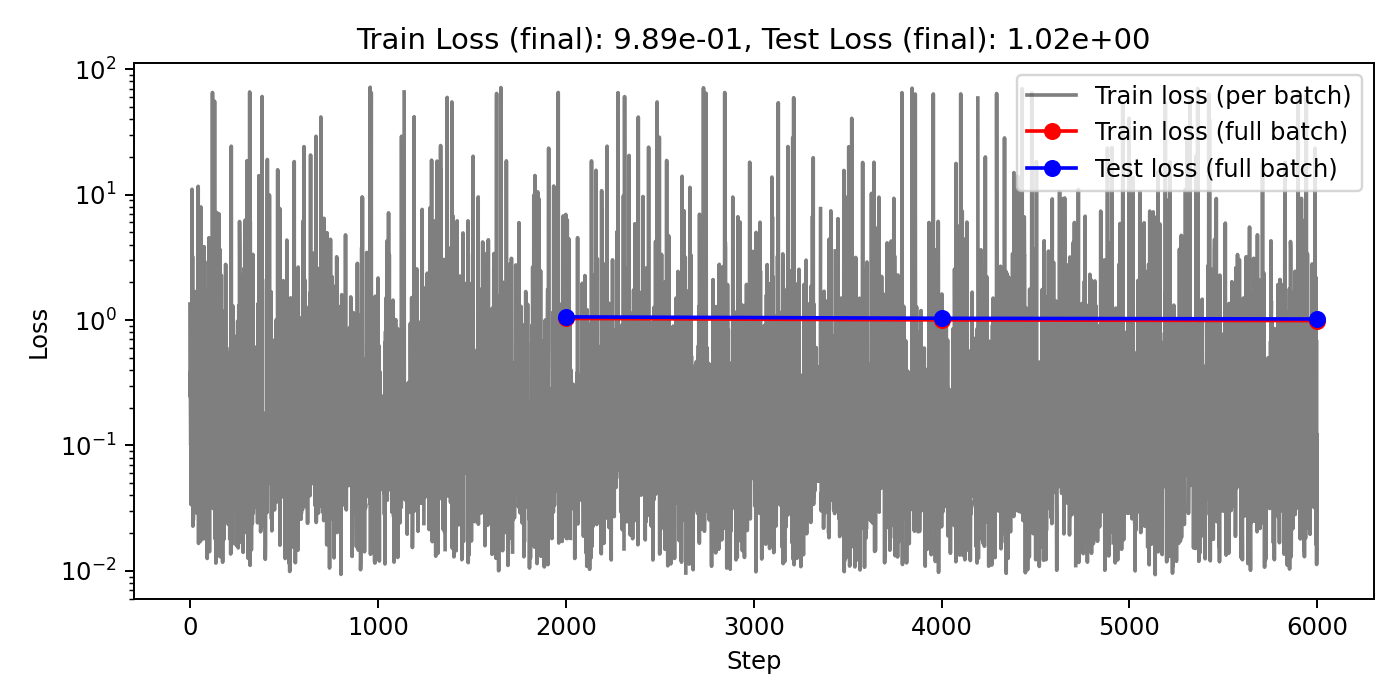 Train Loss (final): 9.89e-01, Test Loss (final): 1.02e+00
10²
10¹
10⁰
10⁻¹
10⁻²
Loss
Train loss (per batch)
Train loss (full batch)
Test loss (full batch)
0 1000 2000 3000 4000 5000 6000
Step